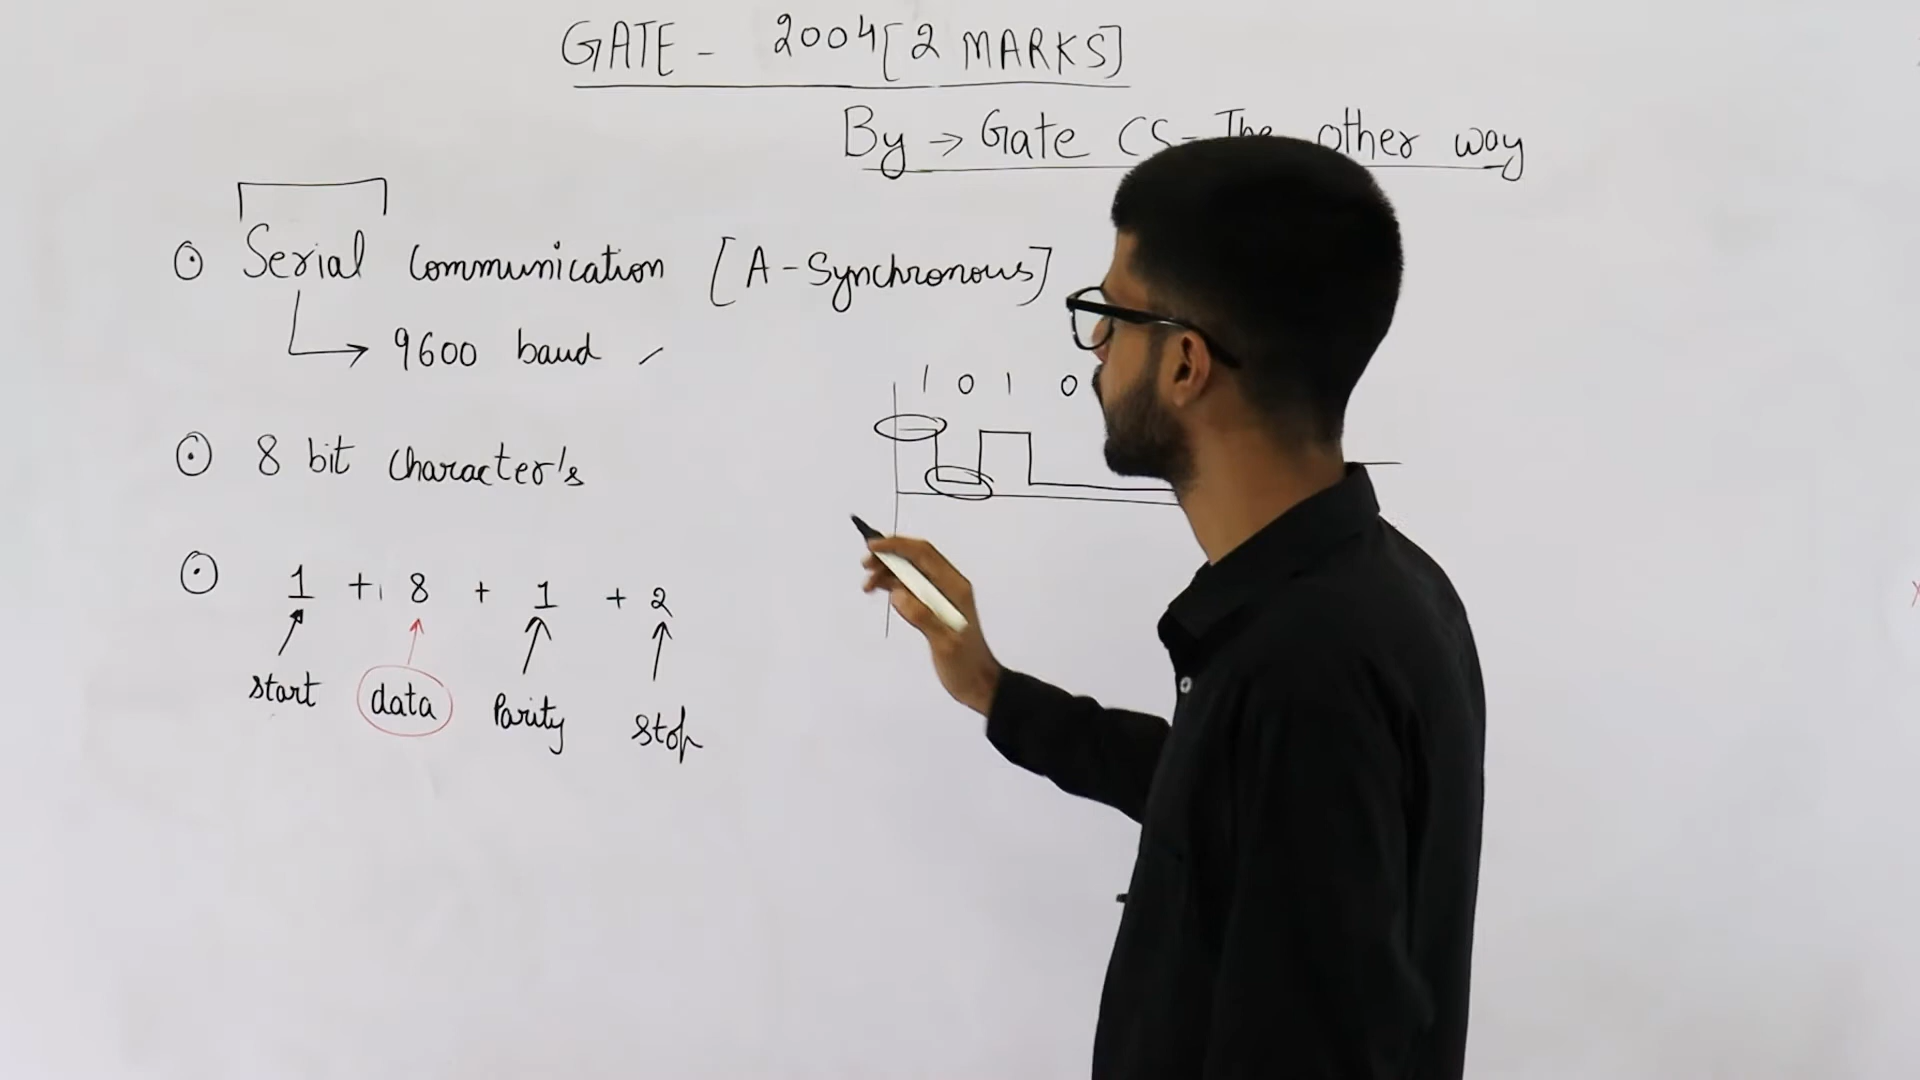 GATE - 2004 [2 MARKS]
By → Gate CS - The other way
Serial Communication [A-Synchronous]
9600 baud
1 0 1 0
8 bit Character's
1 + 8 + 1 + 2
start data Parity stop